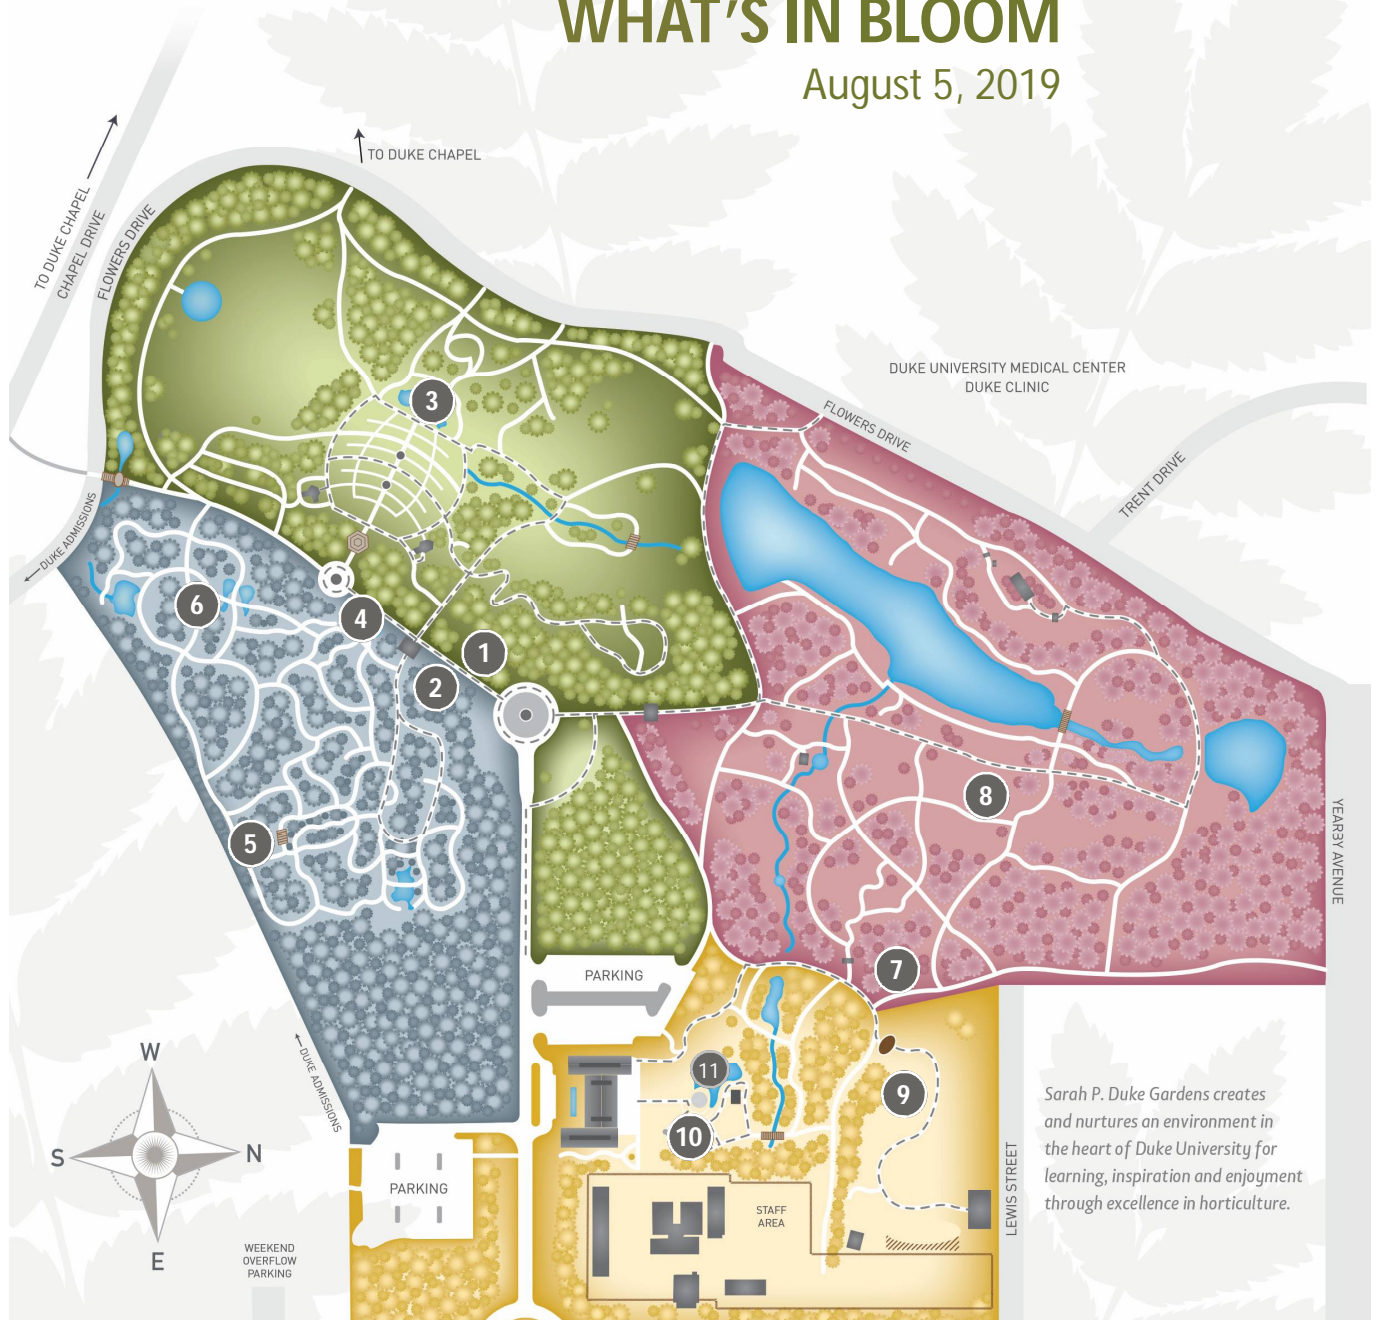 WHAT'S IN BLOOM
August 5, 2019
TO DUKE CHAPEL
TO DUKE CHAPEL
CHAPEL DRIVE
FLOWERS DRIVE
DUKE UNIVERSITY MEDICAL CENTER
DUKE CLINIC
FLOWERS DRIVE
TRENT DRIVE
3
DUKE ADMISSIONS
6
4
1
2
8
5
YEARBY AVENUE
7
PARKING
11
9
10
DUKE ADMISSIONS
W
S
N
E
PARKING
WEEKEND
OVERFLOW
PARKING
STAFF
AREA
LEWIS STREET
Sarah P. Duke Gardens creates
and nurtures an environment in
the heart of Duke University for
learning, inspiration and enjoyment
through excellence in horticulture.